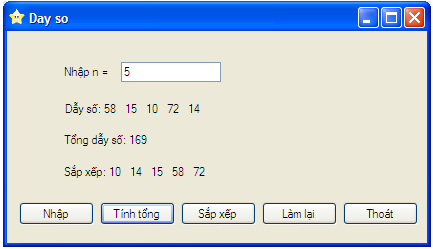 Day so
Nhập n = 5
Dẫy số: 58 15 10 72 14
Tổng dẫy số: 169
Sắp xếp: 10 14 15 58 72
Nhập Tính tổng Sắp xếp Làm lại Thoát